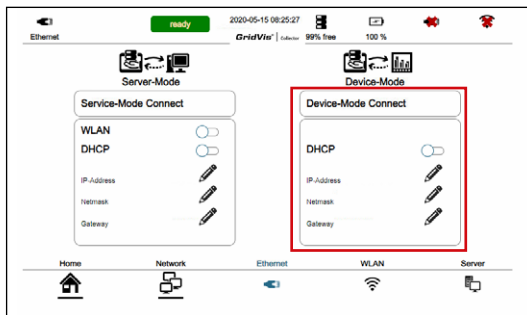 Ethernet
ready
2020-05-15 08:25:27
GridVis® | Collector
99% free
100 %
Server-Mode
Device-Mode
Service-Mode Connect
WLAN
DHCP
IP-Address
Netmask
Gateway
Device-Mode Connect
DHCP
IP-Address
Netmask
Gateway
Home
Network
Ethernet
WLAN
Server